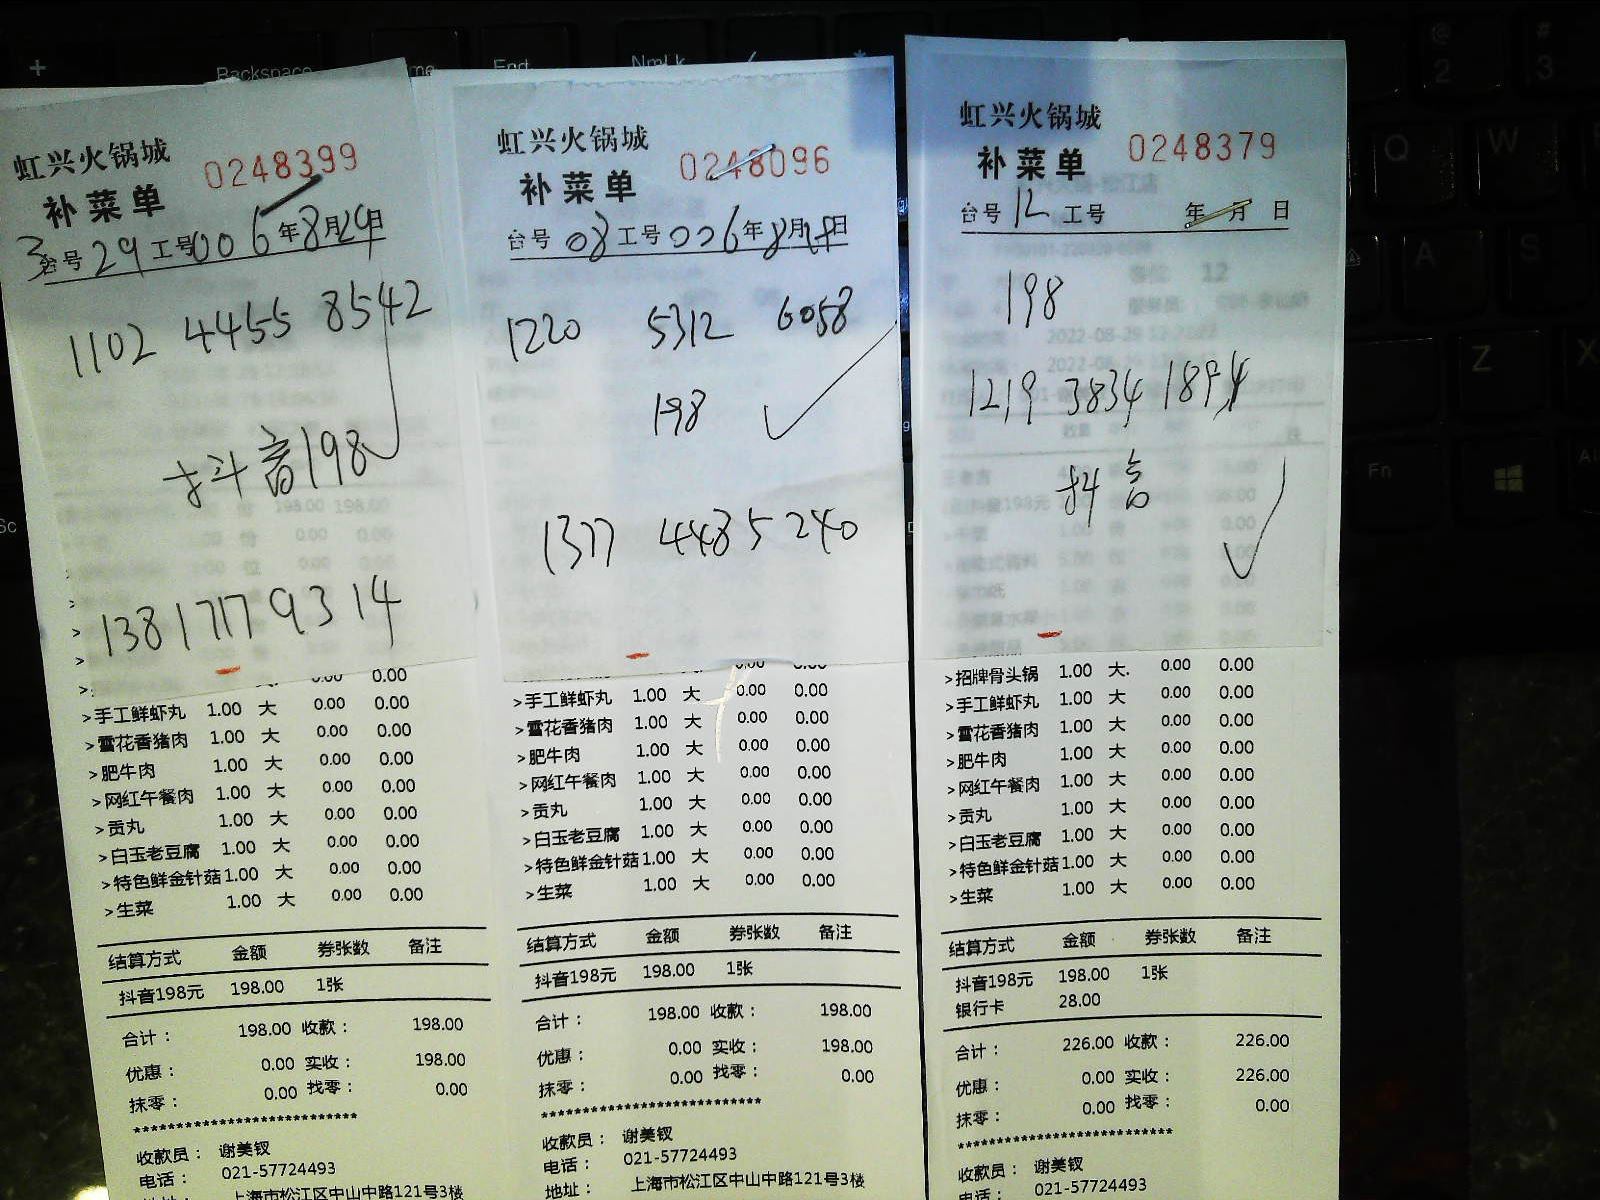 虹兴火锅城
0248399
补菜单
台号 29 工号 006 年 8月29日
1102 4455 8542
抖音198
13817179314
>手工鲜虾丸 1.00 大 0.00 0.00
>雪花香猪肉 1.00 大 0.00 0.00
>肥牛肉 1.00 大 0.00 0.00
>网红午餐肉 1.00 大 0.00 0.00
>贡丸 1.00 大 0.00 0.00
>白玉老豆腐 1.00 大 0.00 0.00
>特色鲜金针菇 1.00 大 0.00 0.00
>生菜 1.00 大 0.00 0.00
结算方式 金额 券张数 备注
抖音198元 198.00 1张
合计： 198.00 收款： 198.00
优惠： 0.00 实收： 198.00
抹零： 0.00 找零： 0.00
***************************
收款员： 谢美钗
电话： 021-57724493
地址： 上海市松江区中山中路121号3楼
虹兴火锅城
0248096
补菜单
台号 08 工号 006 年 8月 日
1220 5312 6058
198
1377 4485 240
>手工鲜虾丸 1.00 大 0.00 0.00
>雪花香猪肉 1.00 大 0.00 0.00
>肥牛肉 1.00 大 0.00 0.00
>网红午餐肉 1.00 大 0.00 0.00
>贡丸 1.00 大 0.00 0.00
>白玉老豆腐 1.00 大 0.00 0.00
>特色鲜金针菇 1.00 大 0.00 0.00
>生菜 1.00 大 0.00 0.00
结算方式 金额 券张数 备注
抖音198元 198.00 1张
合计： 198.00 收款： 198.00
优惠： 0.00 实收： 198.00
抹零： 0.00 找零： 0.00
***************************
收款员： 谢美钗
电话： 021-57724493
地址： 上海市松江区中山中路121号3楼
虹兴火锅城
0248379
补菜单
台号 12 工号 年 月 日
198
1219 3834 1894
抖音
>招牌骨头锅 1.00 大. 0.00 0.00
>手工鲜虾丸 1.00 大 0.00 0.00
>雪花香猪肉 1.00 大 0.00 0.00
>肥牛肉 1.00 大 0.00 0.00
>网红午餐肉 1.00 大 0.00 0.00
>贡丸 1.00 大 0.00 0.00
>白玉老豆腐 1.00 大 0.00 0.00
>特色鲜金针菇 1.00 大 0.00 0.00
>生菜 1.00 大 0.00 0.00
结算方式 金额 券张数 备注
抖音198元 198.00 1张
银行卡 28.00
合计： 226.00 收款： 226.00
优惠： 0.00 实收： 226.00
抹零： 0.00 找零： 0.00
***************************
收款员： 谢美钗
电话： 021-57724493